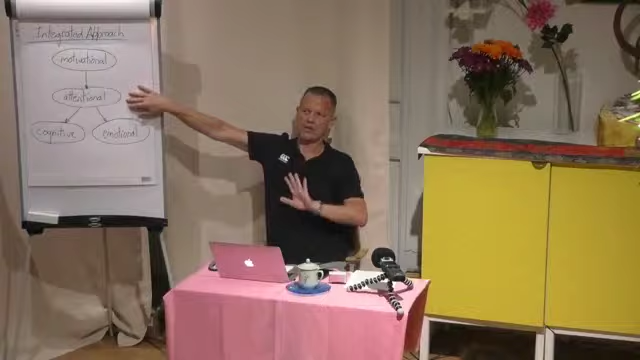 Integrated Approach
motivational
attentional
cognitive
emotional